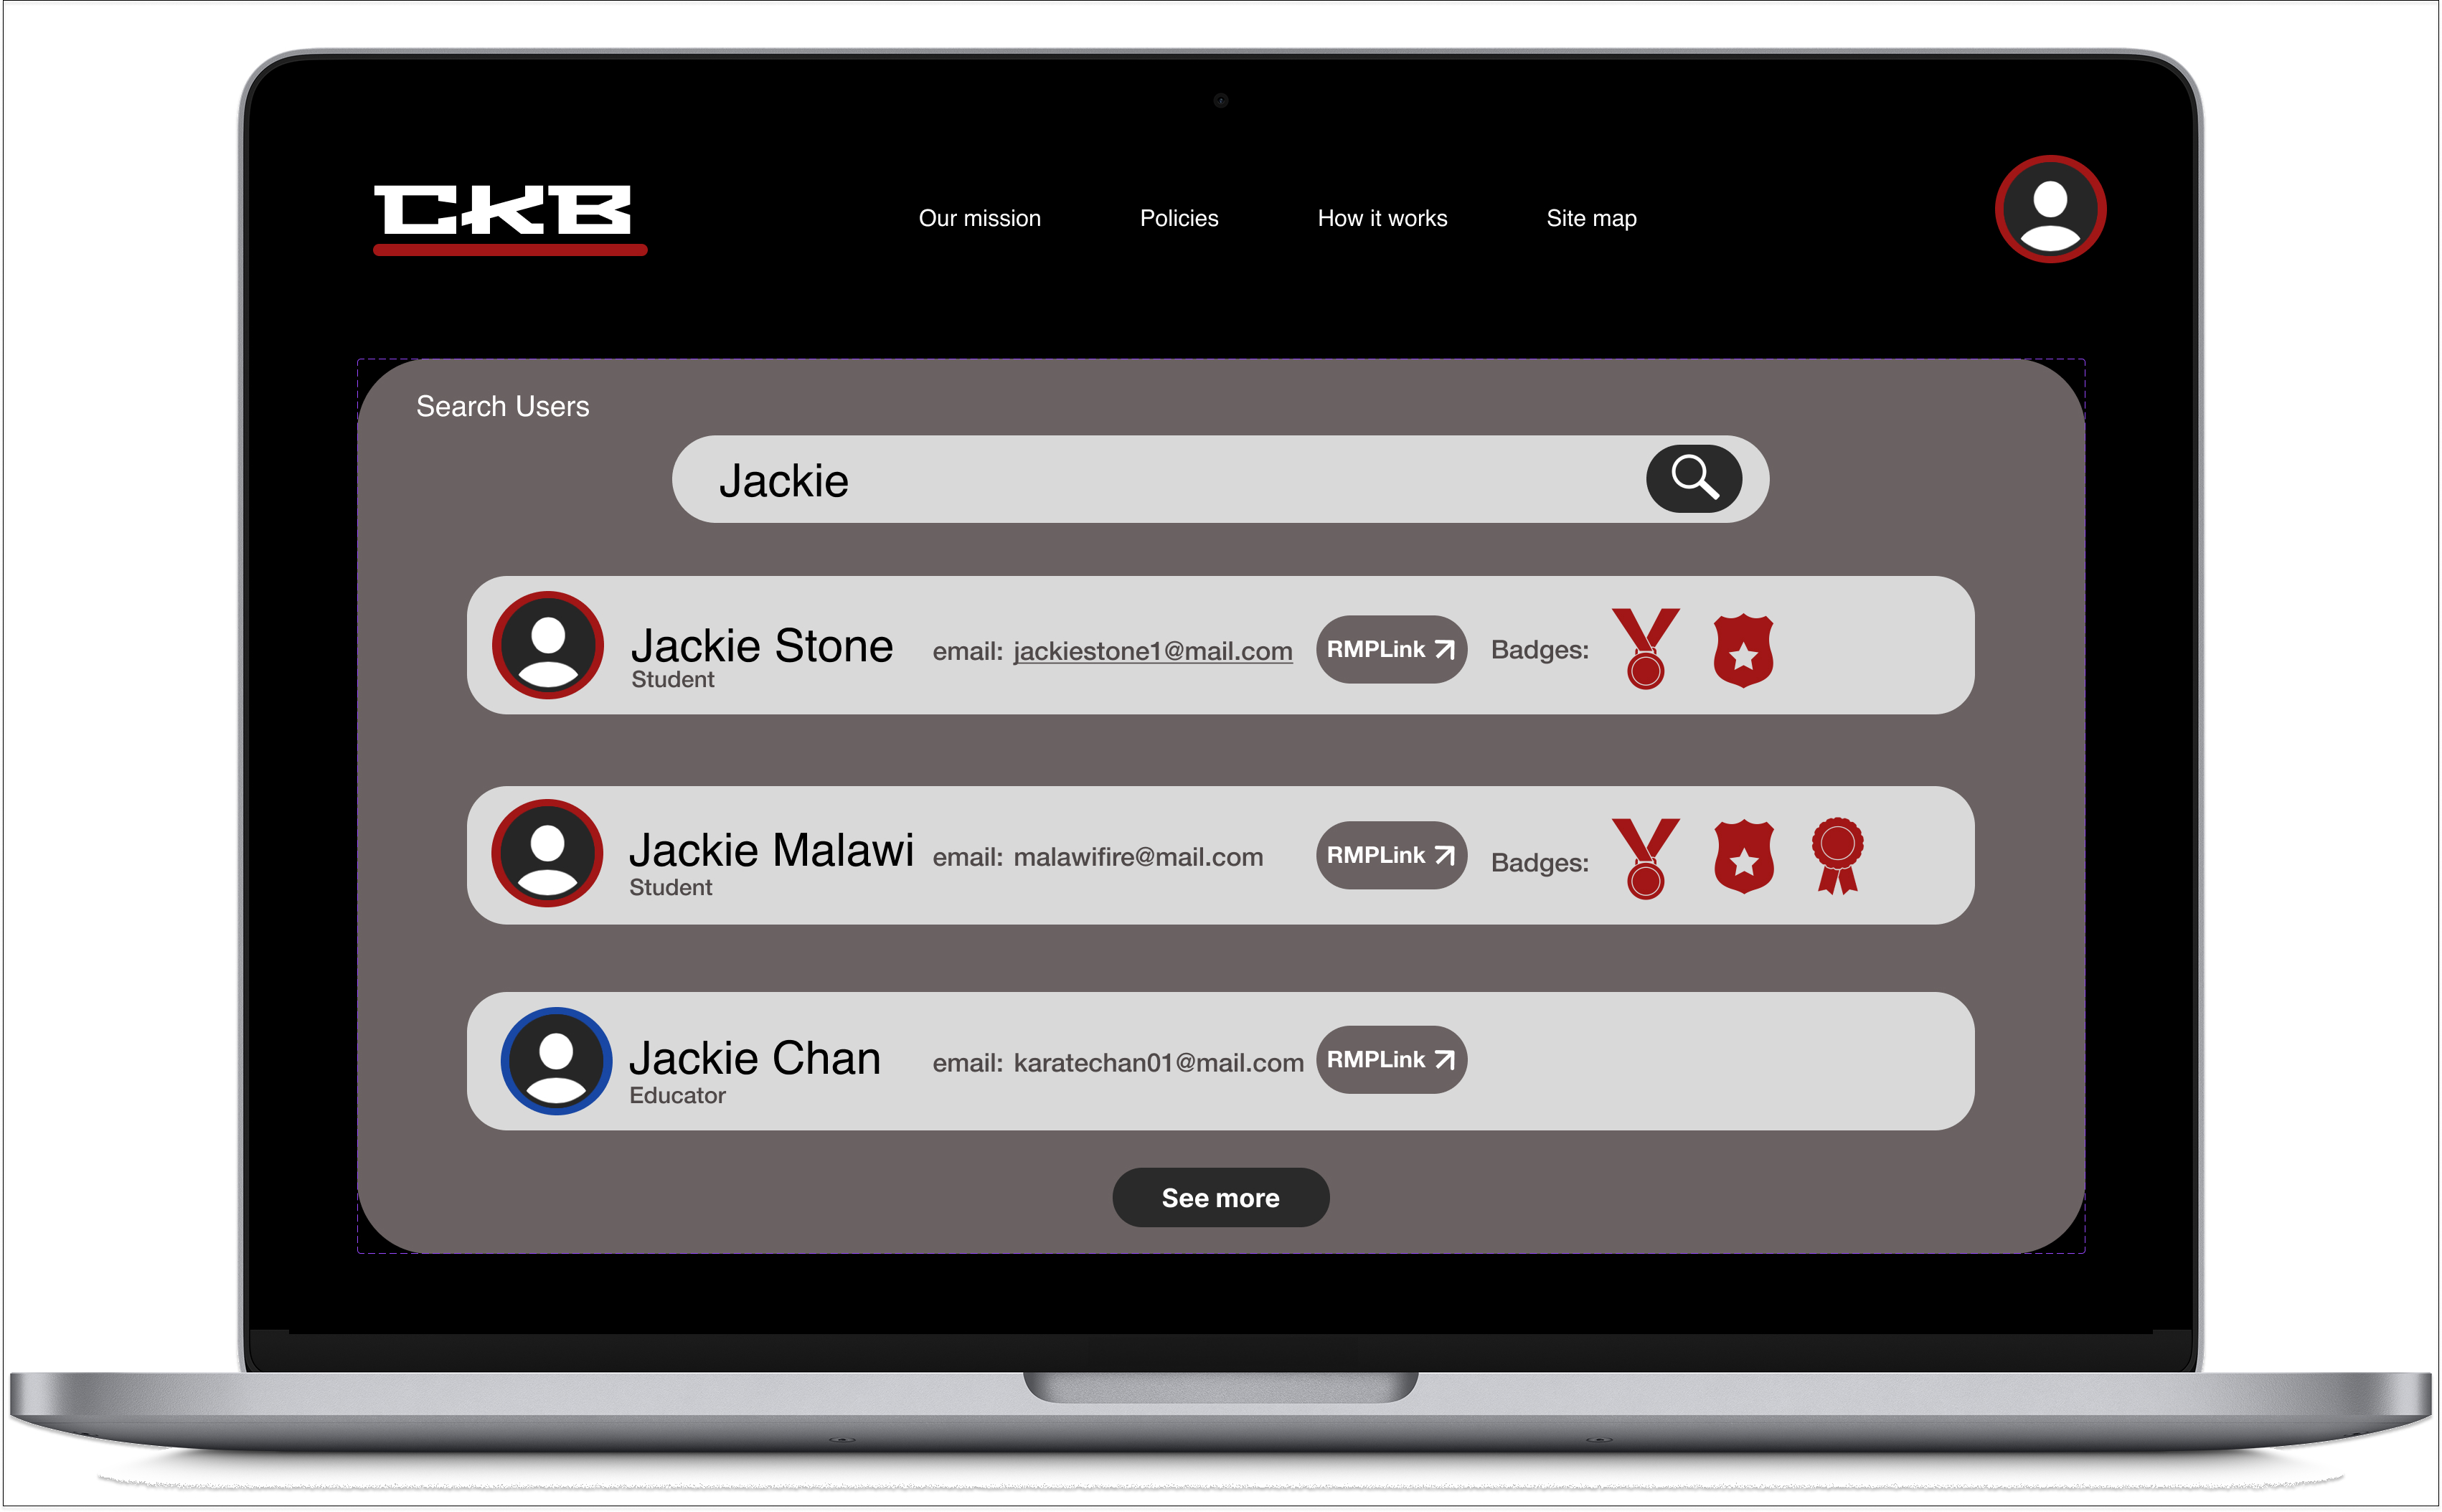 CKB
Our mission Policies How it works Site map
Search Users
Jackie
Jackie Stone email: jackiestone1@mail.com RMPLink Badges:
Student
Jackie Malawi email: malawifire@mail.com RMPLink Badges:
Student
Jackie Chan email: karatechan01@mail.com RMPLink
Educator
See more